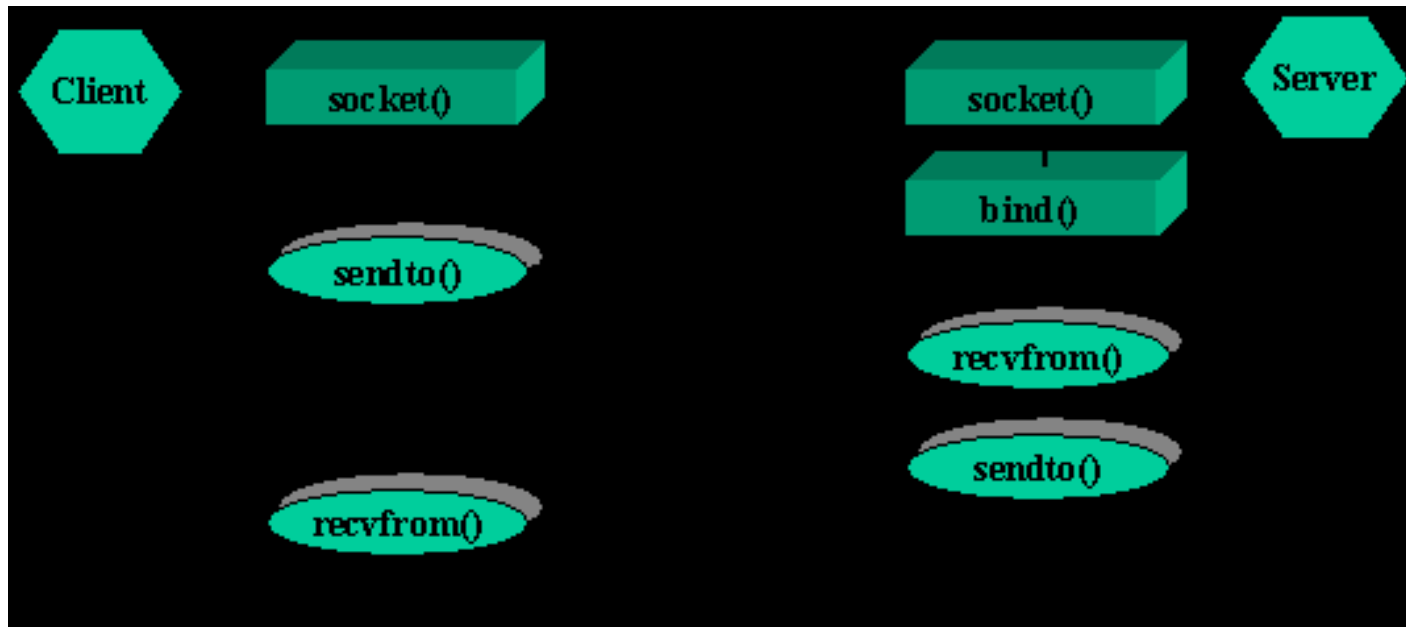 Client
socket()
sendto()
recvfrom()
Server
socket()
bind()
recvfrom()
sendto()